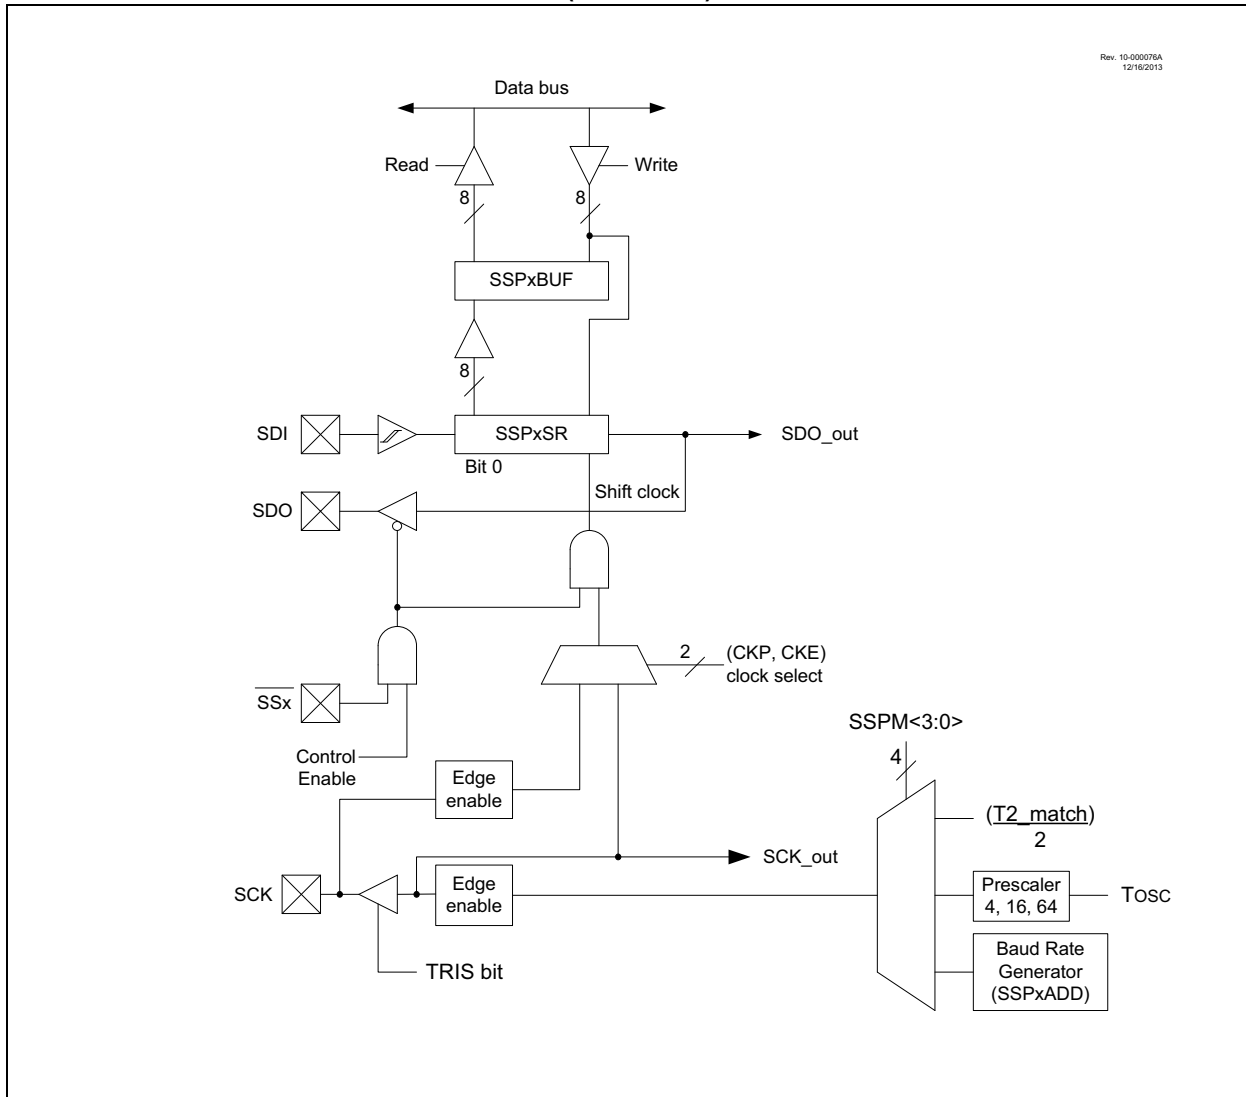 Rev. 10-000076A
12/16/2013
Data bus
Read
Write
8
8
SSPxBUF
8
SDI
SSPxSR
SDO_out
Bit 0
Shift clock
SDO
2
(CKP, CKE)
clock select
SSx
SSPM<3:0>
Control
Enable
4
Edge
enable
(T2_match)
2
SCK_out
SCK
Edge
enable
Prescaler
4, 16, 64
TOSC
TRIS bit
Baud Rate
Generator
(SSPxADD)